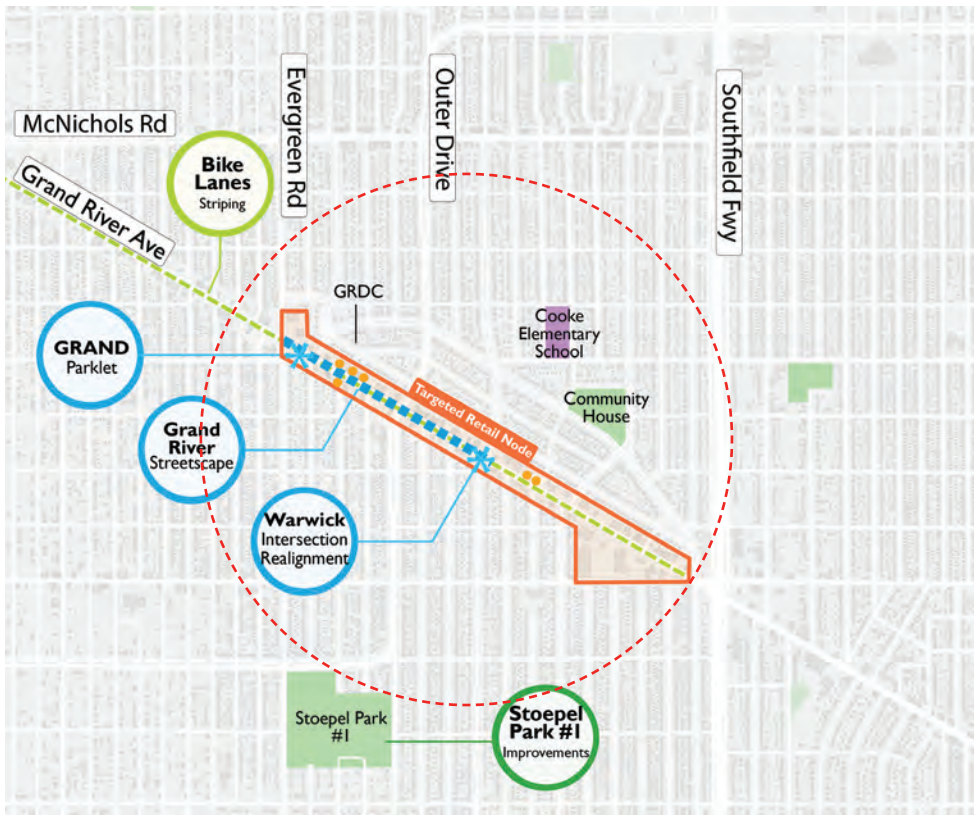 Evergreen Rd
Outer Drive
Southfield Fwy
McNichols Rd
Grand River Ave
Bike
Lanes
Striping
GRDC
Cooke
Elementary
School
GRAND
Parklet
Community
House
Targeted Retail Node
Grand
River
Streetscape
Warwick
Intersection
Realignment
Stoepel Park
#1
Stoepel
Park #1
Improvements